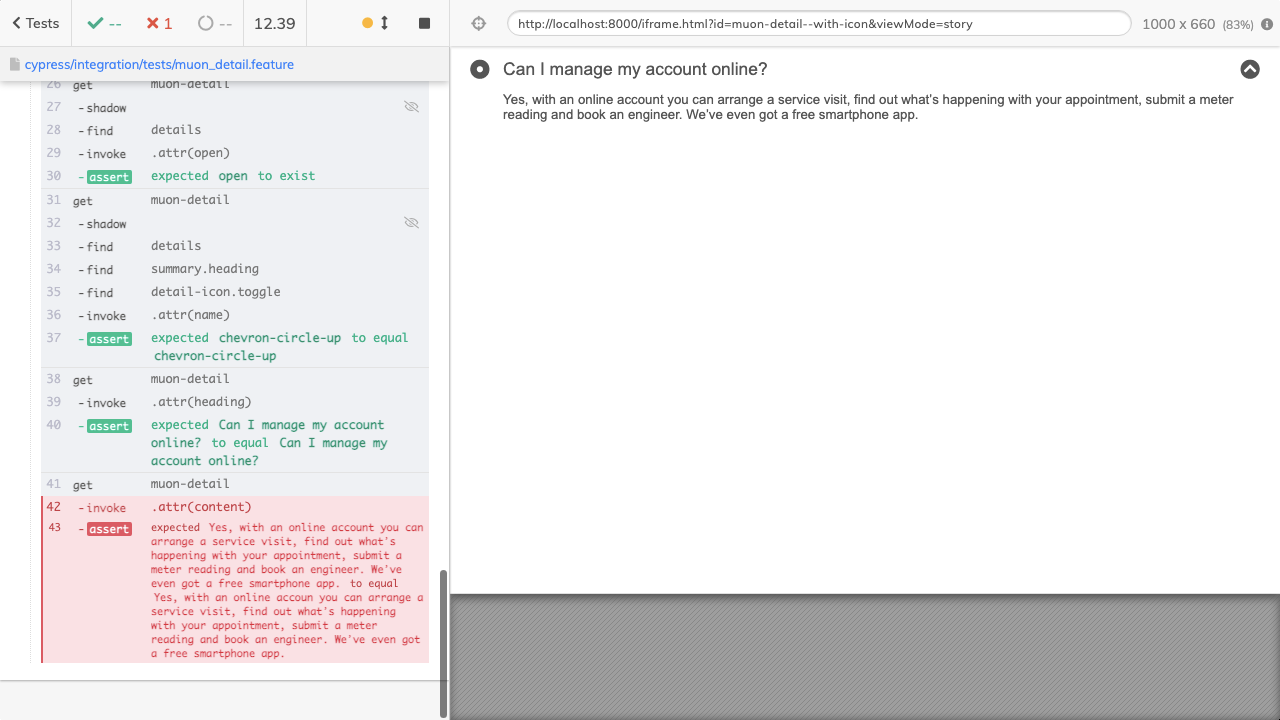 Tests
--
1
--
12.39
http://localhost:8000/iframe.html?id=muon-detail--with-icon&viewMode=story
1000 x 660 (83%)
cypress/integration/tests/muon_detail.feature
26 get muon-detail
27 -shadow
28 -find details
29 -invoke .attr(open)
30 -assert expected open to exist
31 get muon-detail
32 -shadow
33 -find details
34 -find summary.heading
35 -find detail-icon.toggle
36 -invoke .attr(name)
37 -assert expected chevron-circle-up to equal
chevron-circle-up
38 get muon-detail
39 -invoke .attr(heading)
40 -assert expected Can I manage my account
online? to equal Can I manage my
account online?
41 get muon-detail
42 -invoke .attr(content)
43 -assert expected Yes, with an online account you can
arrange a service visit, find out what's
happening with your appointment, submit a
meter reading and book an engineer. We've
even got a free smartphone app. to equal
Yes, with an online accoun you can arrange a
service visit, find out what's happening
with your appointment, submit a meter
reading and book an engineer. We've even got
a free smartphone app.
Can I manage my account online?
Yes, with an online account you can arrange a service visit, find out what's happening with your appointment, submit a meter
reading and book an engineer. We've even got a free smartphone app.